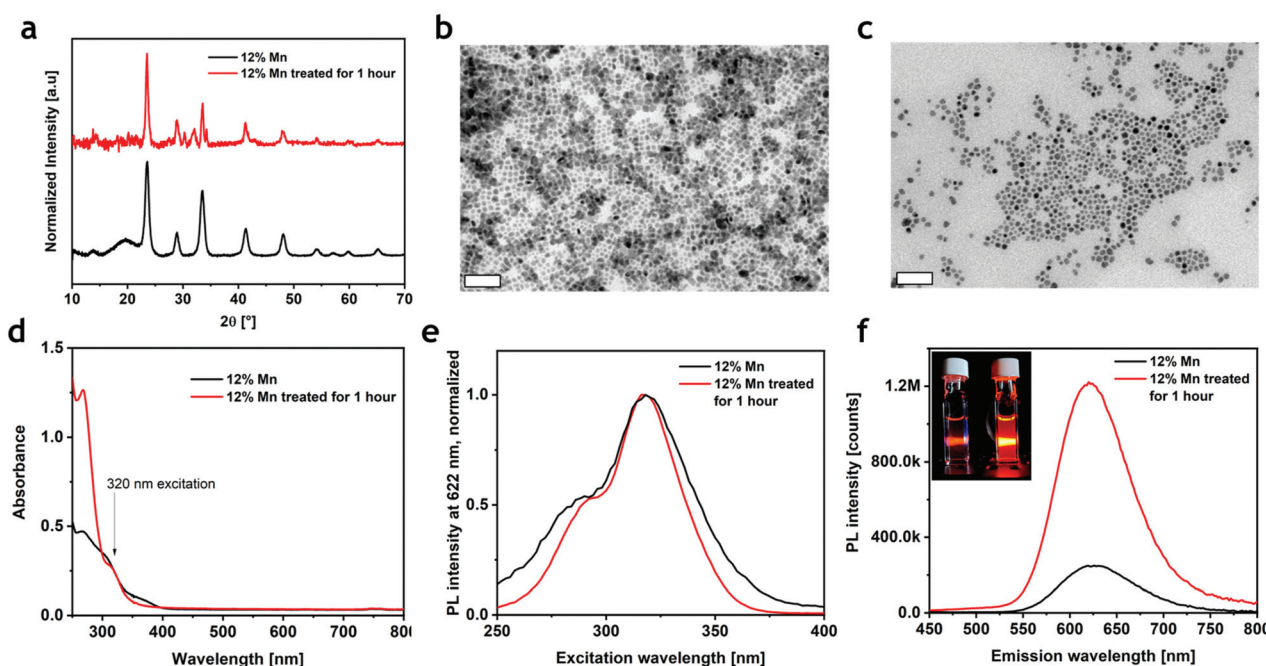 a
12% Mn
12% Mn treated for 1 hour
Normalized Intensity [a.u]
10 20 30 40 50 60 70
2θ [°]
b
c
d
1.5
1.0
0.5
0.0
Absorbance
12% Mn
12% Mn treated for 1 hour
320 nm excitation
300 400 500 600 700 800
Wavelength [nm]
e
1.0
0.5
0.0
PL intensity at 622 nm, normalized
12% Mn
12% Mn treated
for 1 hour
250 300 350 400
Excitation wavelength [nm]
f
1.2M
800.0k
400.0k
0.0
PL intensity [counts]
12% Mn
12% Mn treated
for 1 hour
450 500 550 600 650 700 750 800
Emission wavelength [nm]